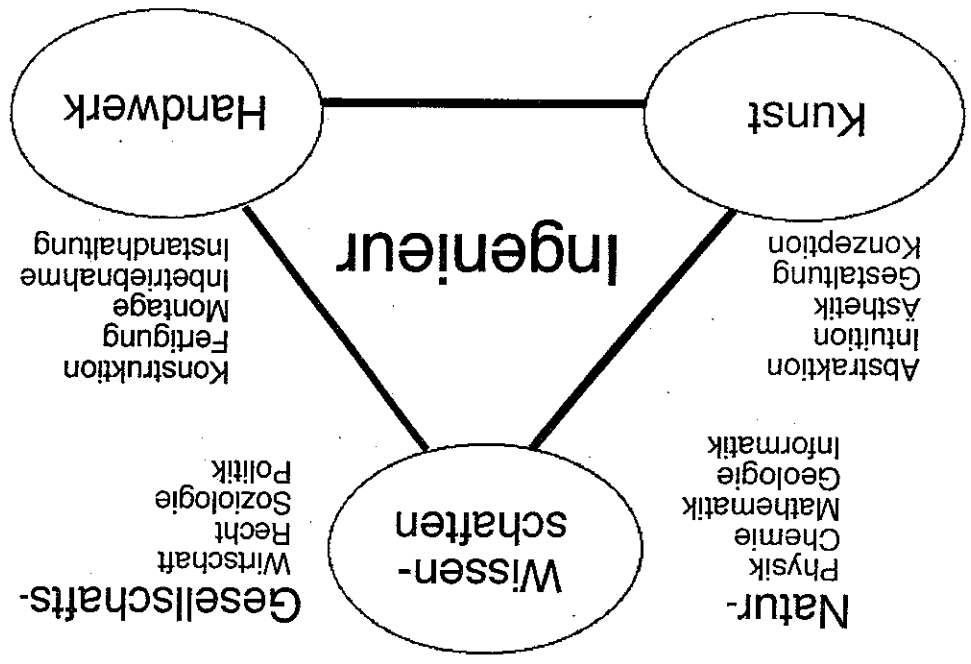 Natur-
Physik
Chemie
Mathematik
Geologie
Informatik
Wissen-
schaften
Gesellschafts-
Wirtschaft
Recht
Soziologie
Politik
Abstraktion
Intuition
Ästhetik
Gestaltung
Konzeption
Ingenieur
Konstruktion
Fertigung
Montage
Inbetriebnahme
Instandhaltung
Kunst
Handwerk